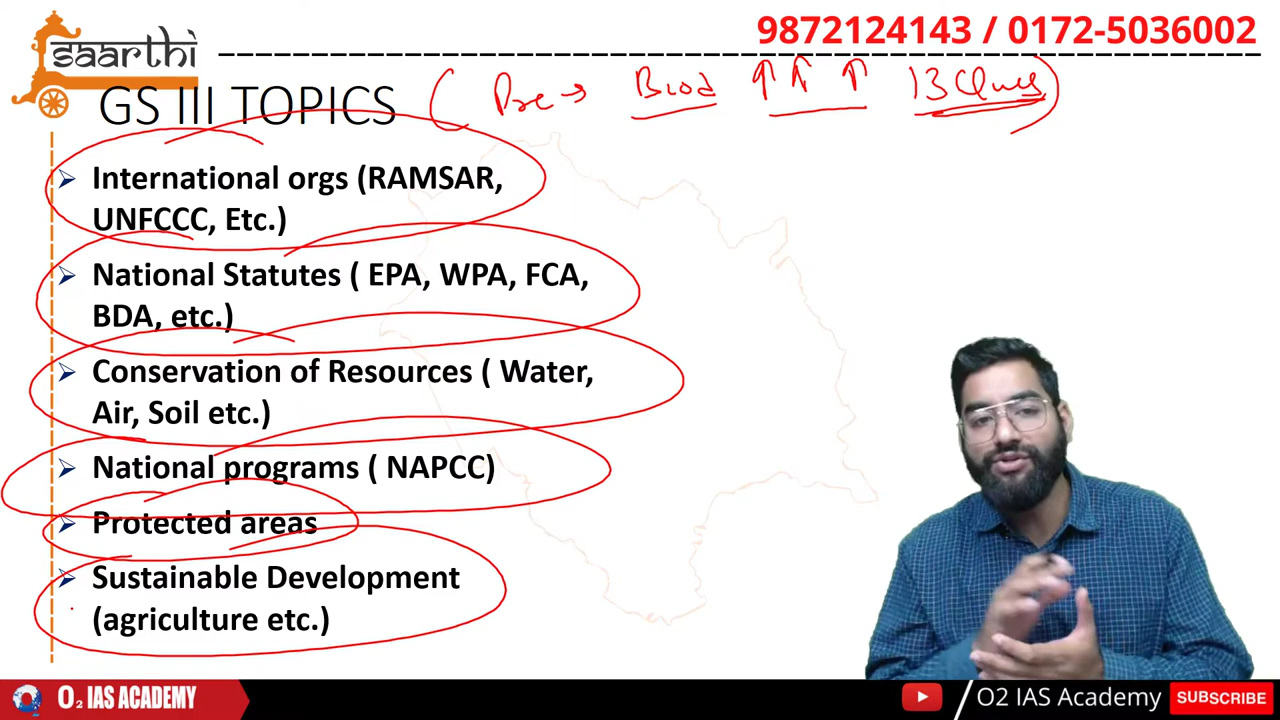 saarthi
9872124143 / 0172-5036002
GS III TOPICS
(Pre → Biod ↑↑ ↑ 13 Ques)
➢ International orgs (RAMSAR,
UNFCCC, Etc.)
➢ National Statutes ( EPA, WPA, FCA,
BDA, etc.)
➢ Conservation of Resources ( Water,
Air, Soil etc.)
➢ National programs ( NAPCC)
➢ Protected areas
➢ Sustainable Development
(agriculture etc.)
O2 IAS ACADEMY
/ O2 IAS Academy SUBSCRIBE